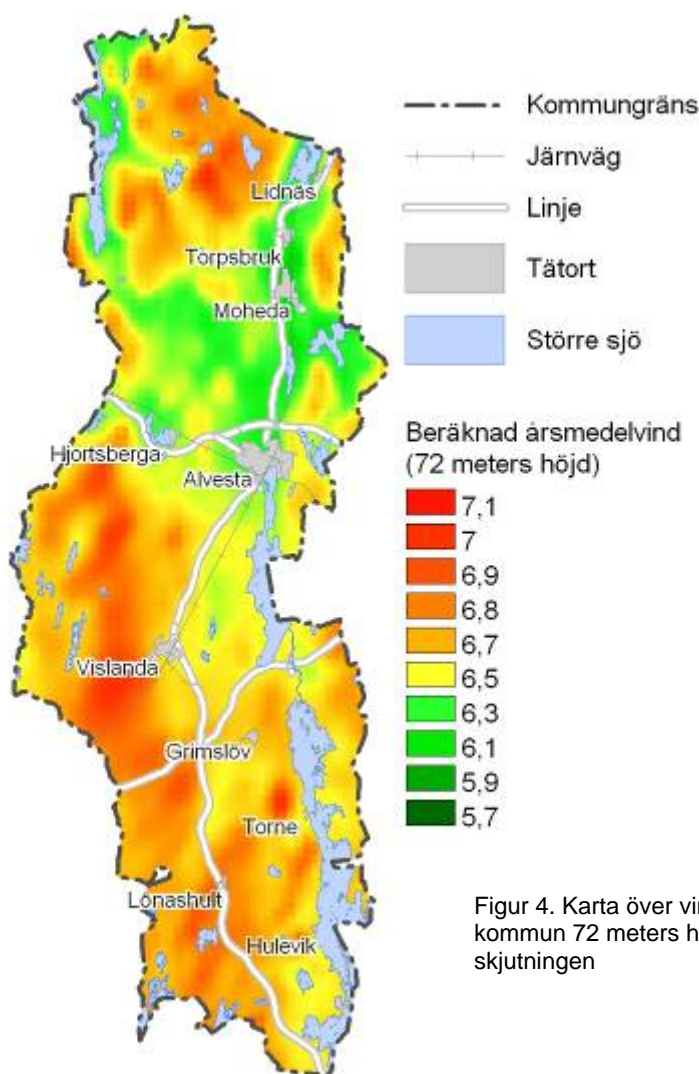 Kommungräns
Järnväg
Linje
Tätort
Större sjö
Lidnäs
Torpsbruk
Moheda
Hjortsberga
Alvesta
Vislanda
Grimslöv
Torne
Lönashult
Hulevik
Beräknad årsmedelvind
(72 meters höjd)
7,1
7
6,9
6,8
6,7
6,5
6,3
6,1
5,9
5,7
Figur 4. Karta över
kommun 72 meters h
skjutningen